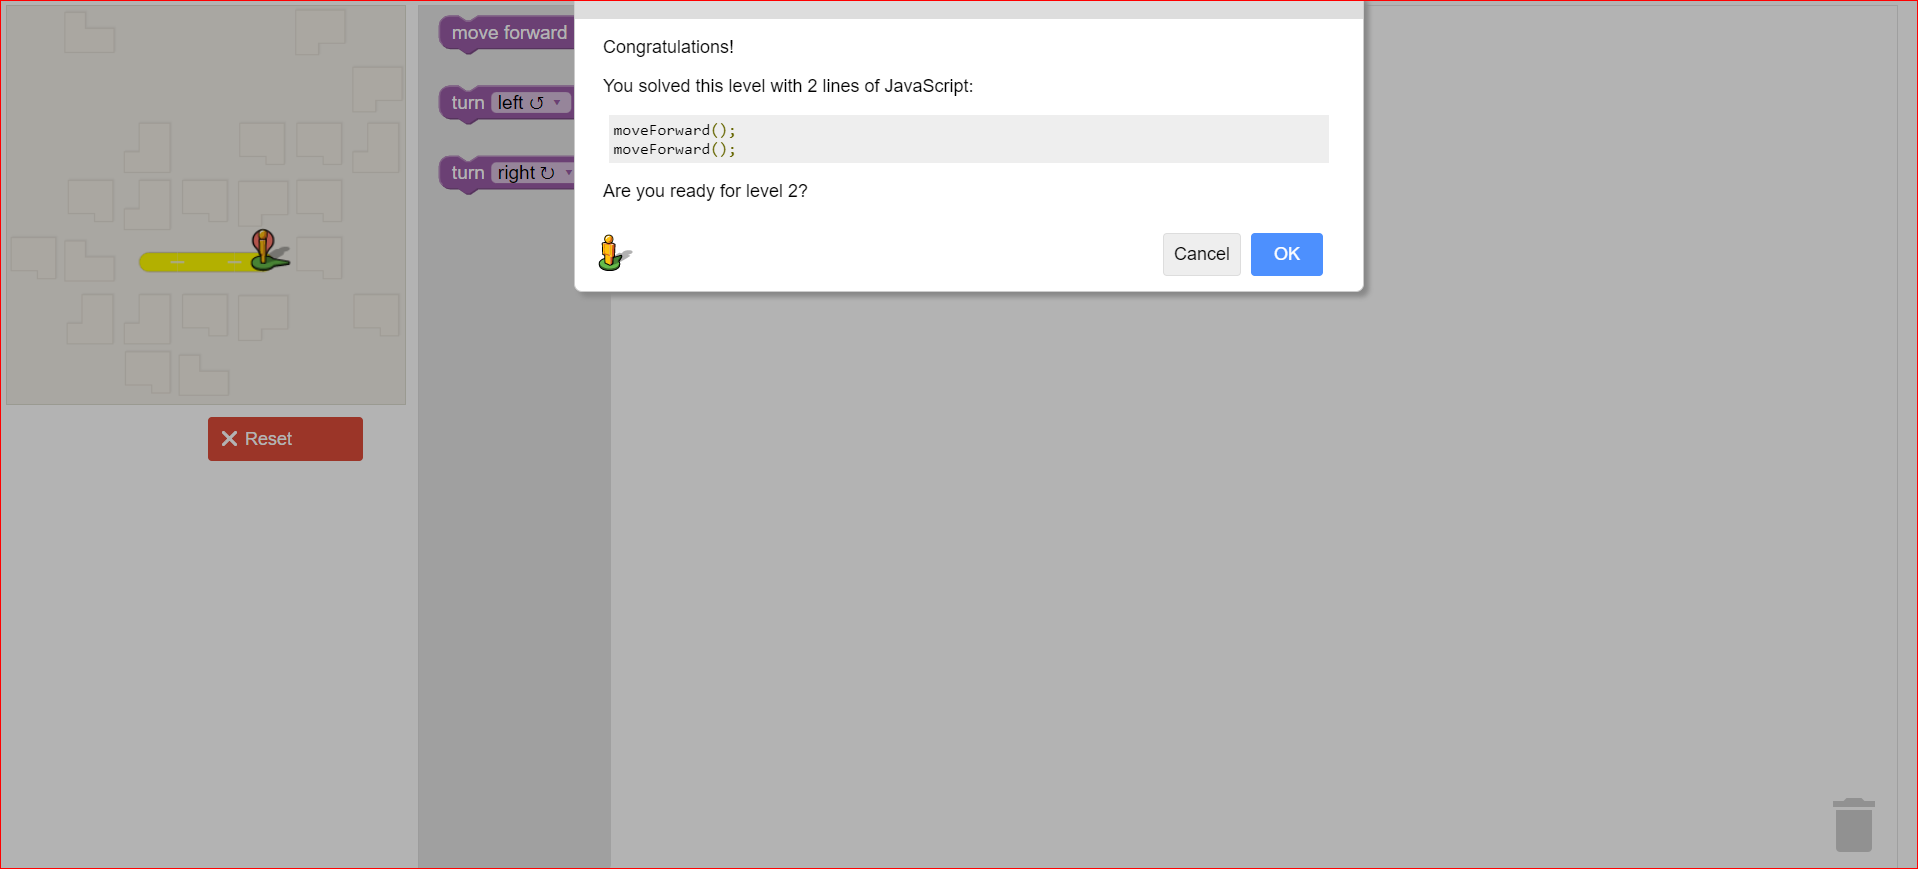 move forward
turn left ↺ ▾
turn right ↻ ▾
Congratulations!
You solved this level with 2 lines of JavaScript:
moveForward();
moveForward();
Are you ready for level 2?
Cancel
OK
Reset